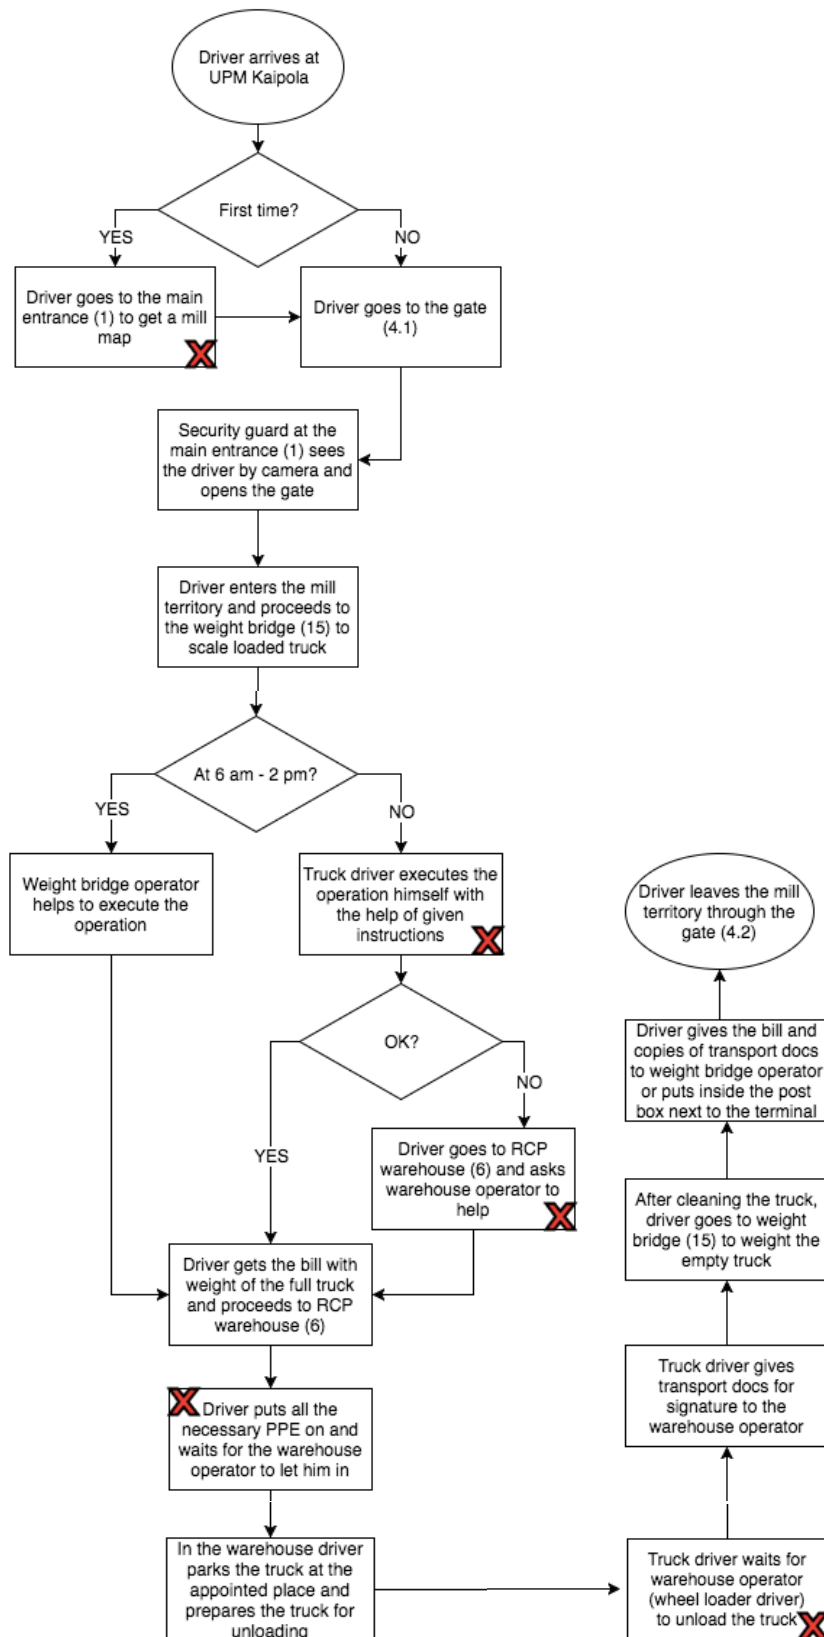 Driver arrives at
UPM Kaipola
First time?
YES
NO
Driver goes to the main
entrance (1) to get a mill
map
Driver goes to the gate
(4.1)
Security guard at the
main entrance (1) sees
the driver by camera and
opens the gate
Driver enters the mill
territory and proceeds to
the weight bridge (15) to
scale loaded truck
At 6 am - 2 pm?
YES
NO
Weight bridge operator
helps to execute the
operation
Truck driver executes the
operation himself with
the help of given
instructions
OK?
NO
YES
Driver goes to RCP
warehouse (6) and asks
warehouse operator to
help
Driver gets the bill with
weight of the full truck
and proceeds to RCP
warehouse (6)
Driver puts all the
necessary PPE on and
waits for the warehouse
operator to let him in
In the warehouse driver
parks the truck at the
appointed place and
prepares the truck for
unloading
Truck driver waits for
warehouse operator
(wheel loader driver)
to unload the truck
Truck driver gives
transport docs for
signature to the
warehouse operator
After cleaning the truck,
driver goes to weight
bridge (15) to weight the
empty truck
Driver gives the bill and
copies of transport docs
to weight bridge operator
or puts inside the post
box next to the terminal
Driver leaves the mill
territory through the
gate (4.2)